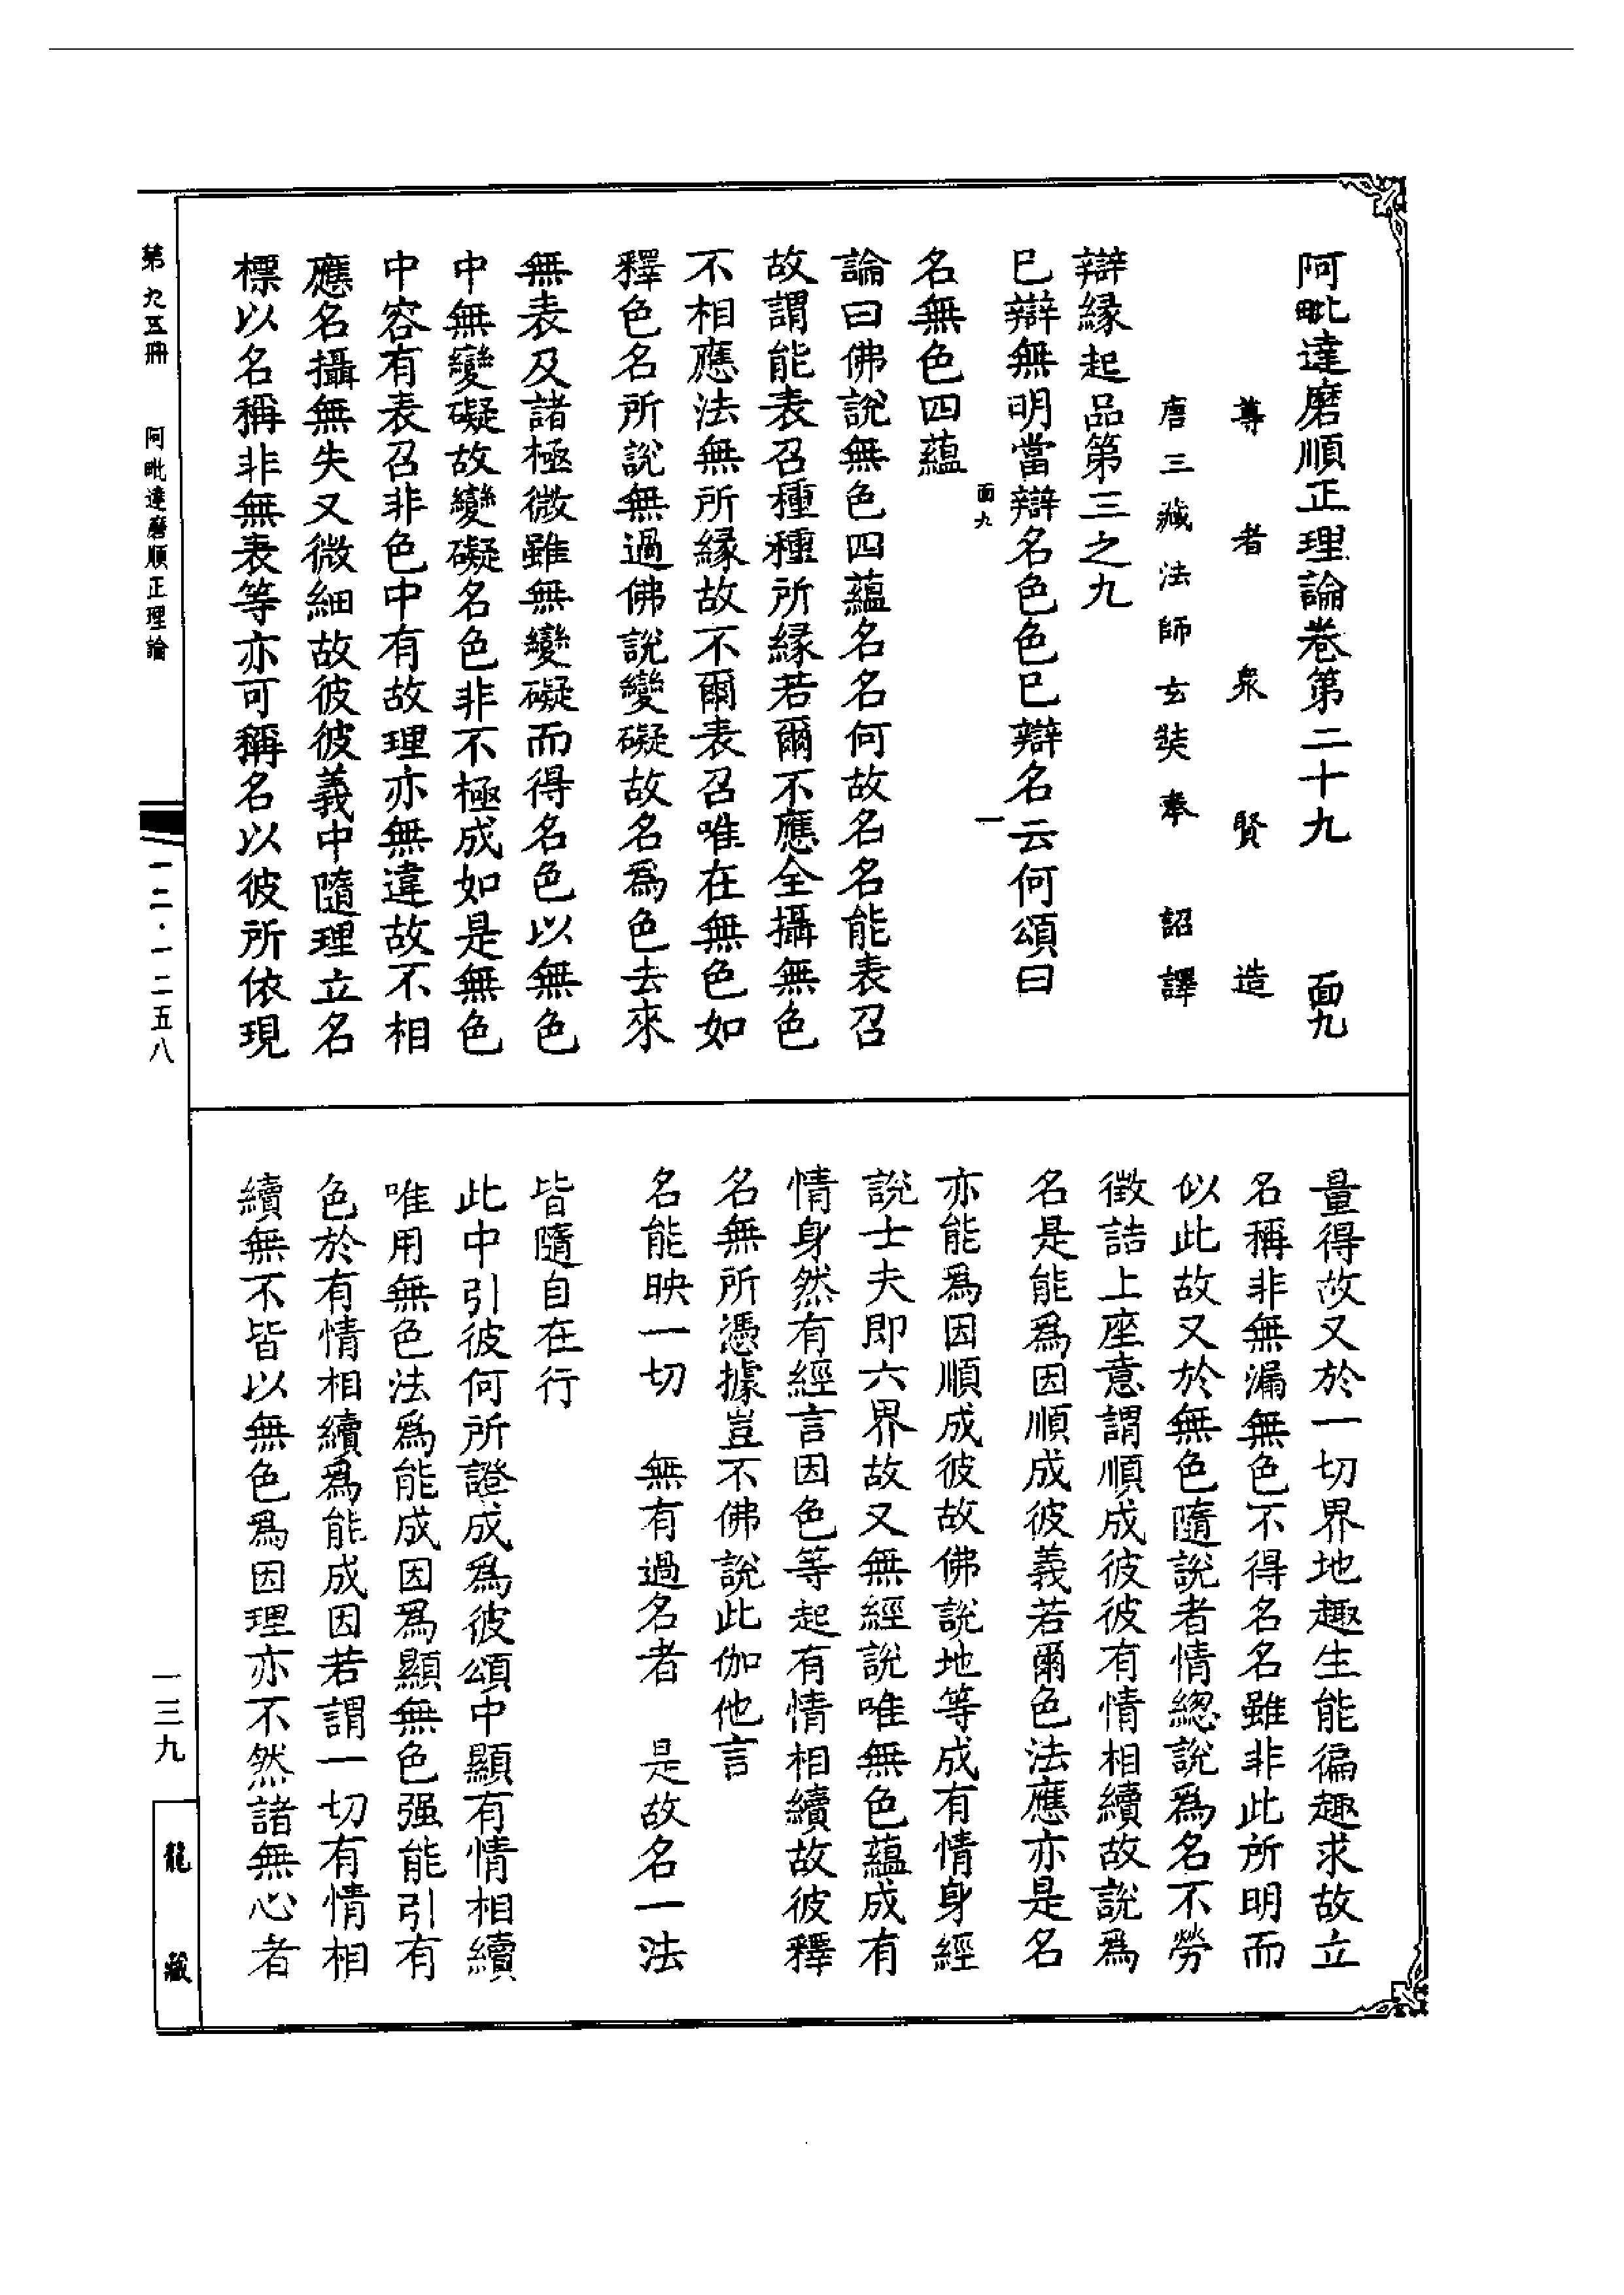 阿毗達磨順正理論卷第二十九　面九
尊者衆賢造
唐三藏法師玄奘奉　詔譯
辯緣起品第三之九
已辯無明當辯名色色已辯名云何頌曰
面九　一
名無色四蘊
論曰佛說無色四蘊名名何故名名能表召
故謂能表召種種所緣若爾不應全攝無色
不相應法無所緣故不爾表召唯在無色如
釋色名所說無過佛說變礙故名爲色去來
無表及諸極微雖無變礙而得名色以無色
中無變礙故變礙名色非不極成如是無色
中容有表召非色中有故理亦無違故不相
應名攝無失又微細故彼彼義中隨理立名
標以名稱非無表等亦可稱名以彼所依現
量得故又於一切界地趣生能徧趣求故立
名稱非無漏無色不得名名雖非此所明而
似此故又於無色隨說者情總說爲名不勞
徵詰上座意謂順成彼彼有情相續故說爲
名是能爲因順成彼義若爾色法應亦是名
亦能爲因順成彼故佛說地等成有情身經
說士夫即六界故又無經說唯無色蘊成有
情身然有經言因色等起有情相續故彼釋
名無所憑據豈不佛說此伽他言
名能映一切　無有過名者　是故名一法
皆隨自在行
此中引彼何所證成爲彼頌中顯有情相續
唯用無色法爲能成因爲顯無色强能引有
色於有情相續爲能成因若謂一切有情相
續無不皆以無色爲因理亦不然諸無心者
第九五冊　阿毗達磨順正理論
一二·一二五八
一三九
龍藏